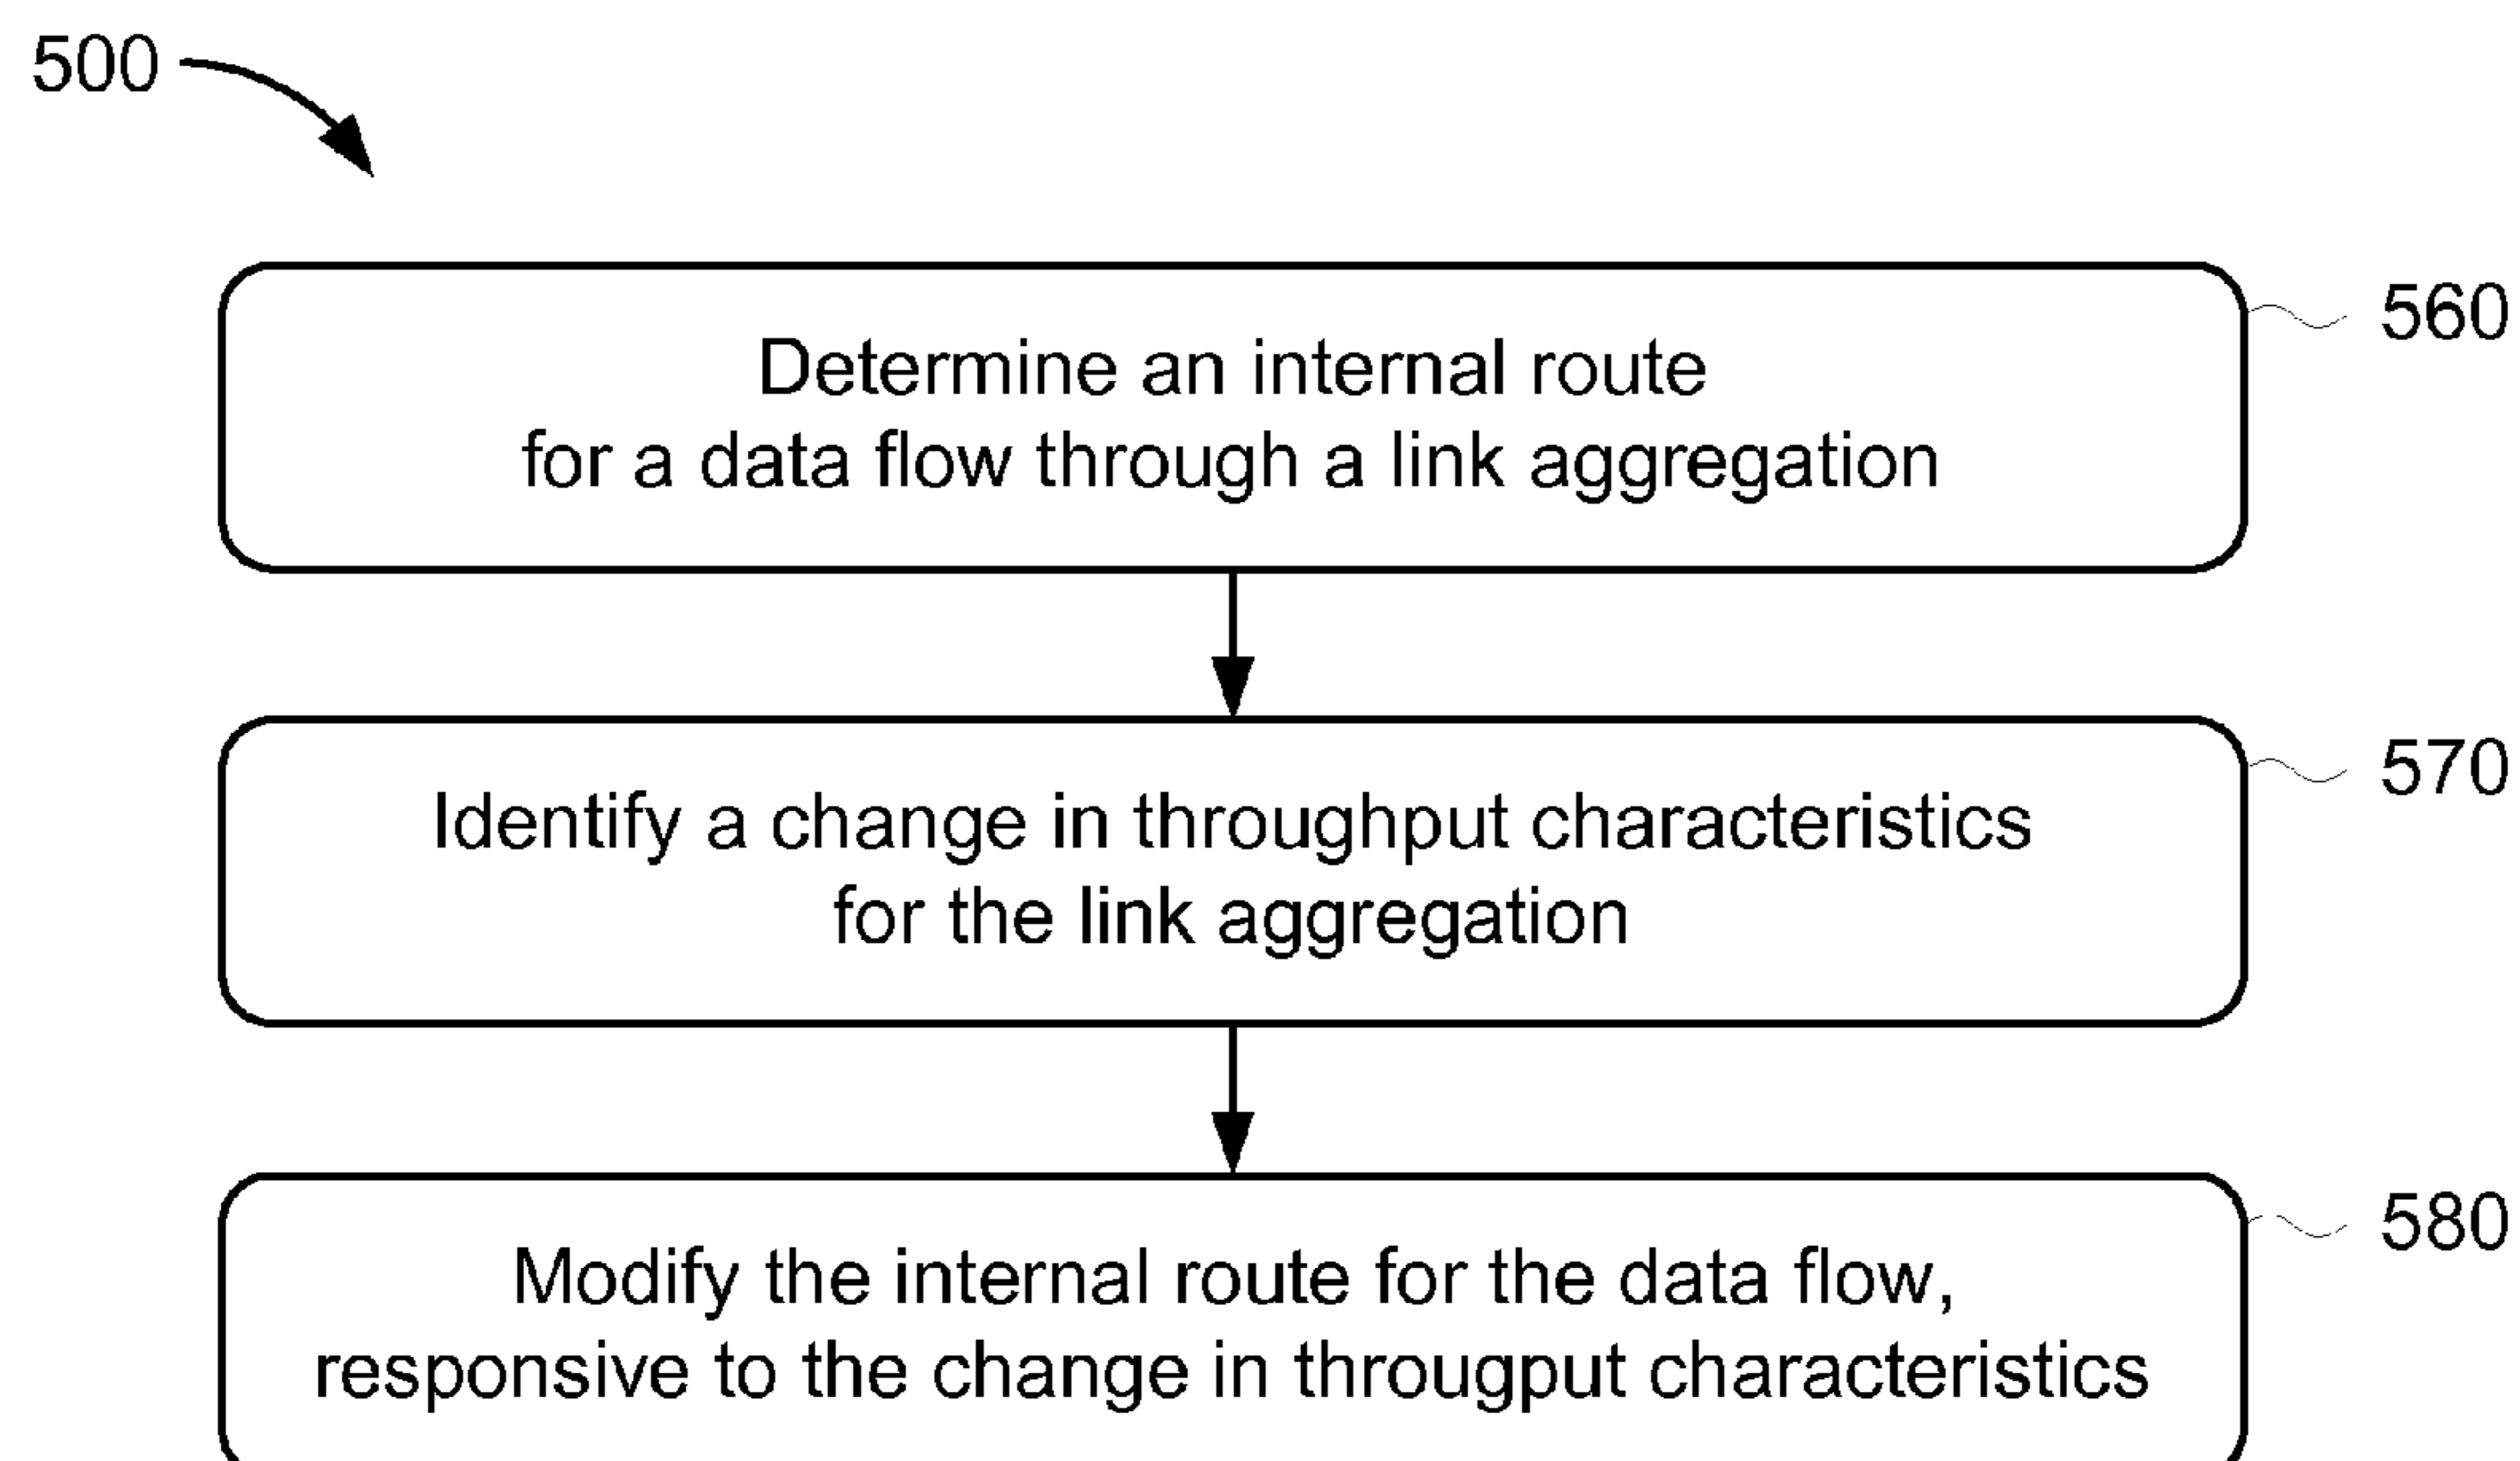 500
560
Determine an internal route
for a data flow through a link aggregation
570
Identify a change in throughput characteristics
for the link aggregation
580
Modify the internal route for the data flow,
responsive to the change in througput characteristics